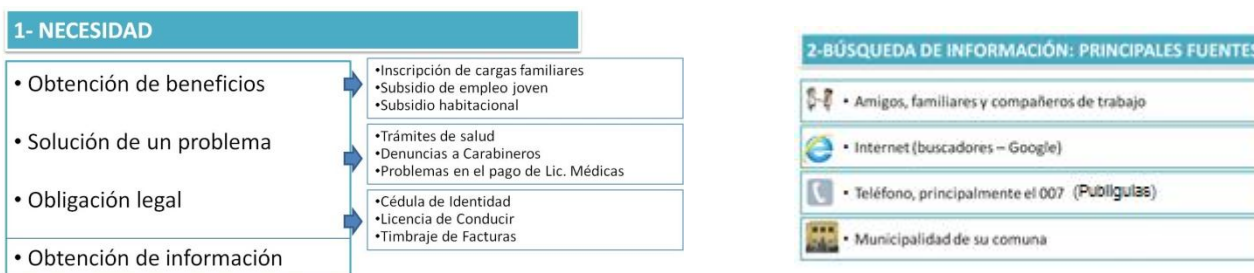 1- NECESIDAD
• Obtención de beneficios
•Inscripción de cargas familiares
•Subsidio de empleo joven
•Subsidio habitacional
• Solución de un problema
•Trámites de salud
•Denuncias a Carabineros
•Problemas en el pago de Lic. Médicas
• Obligación legal
•Cédula de Identidad
•Licencia de Conducir
•Timbraje de Facturas
• Obtención de información
2-BÚSQUEDA DE INFORMACIÓN: PRINCIPALES FUENTES
• Amigos, familiares y compañeros de trabajo
• Internet (buscadores – Google)
• Teléfono, principalmente el 007 (Publiguias)
• Municipalidad de su comuna